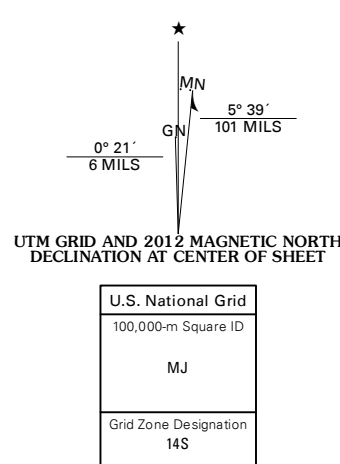 ★
MN
5° 39´
101 MILS
GN
0° 21´
6 MILS
UTM GRID AND 2012 MAGNETIC NORTH
DECLINATION AT CENTER OF SHEET
U.S. National Grid
100,000-m Square ID
MJ
Grid Zone Designation
14S